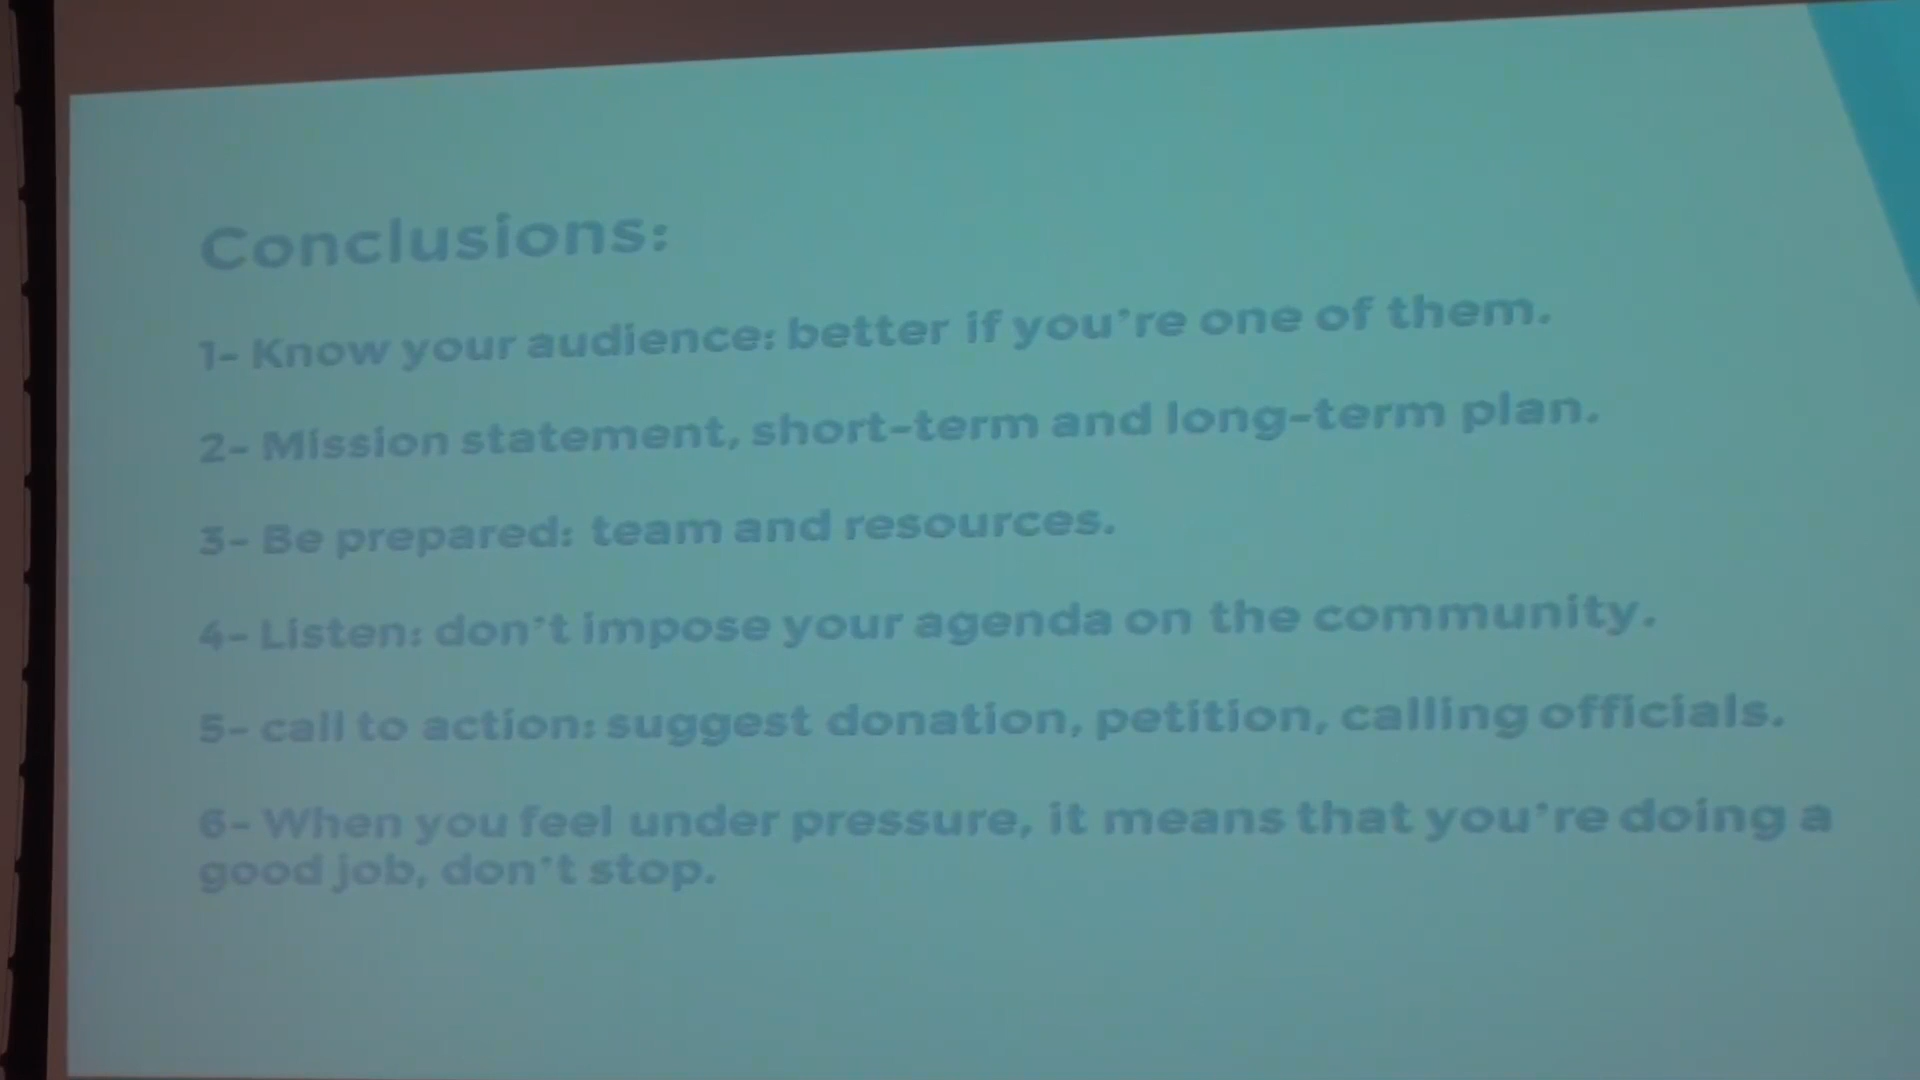 Conclusions:
1- Know your audience: better if you're one of them.
2- Mission statement, short-term and long-term plan.
3- Be prepared: team and resources.
4- Listen: don't impose your agenda on the community.
5- call to action: suggest donation, petition, calling officials.
6- When you feel under pressure, it means that you're doing a
good job, don't stop.